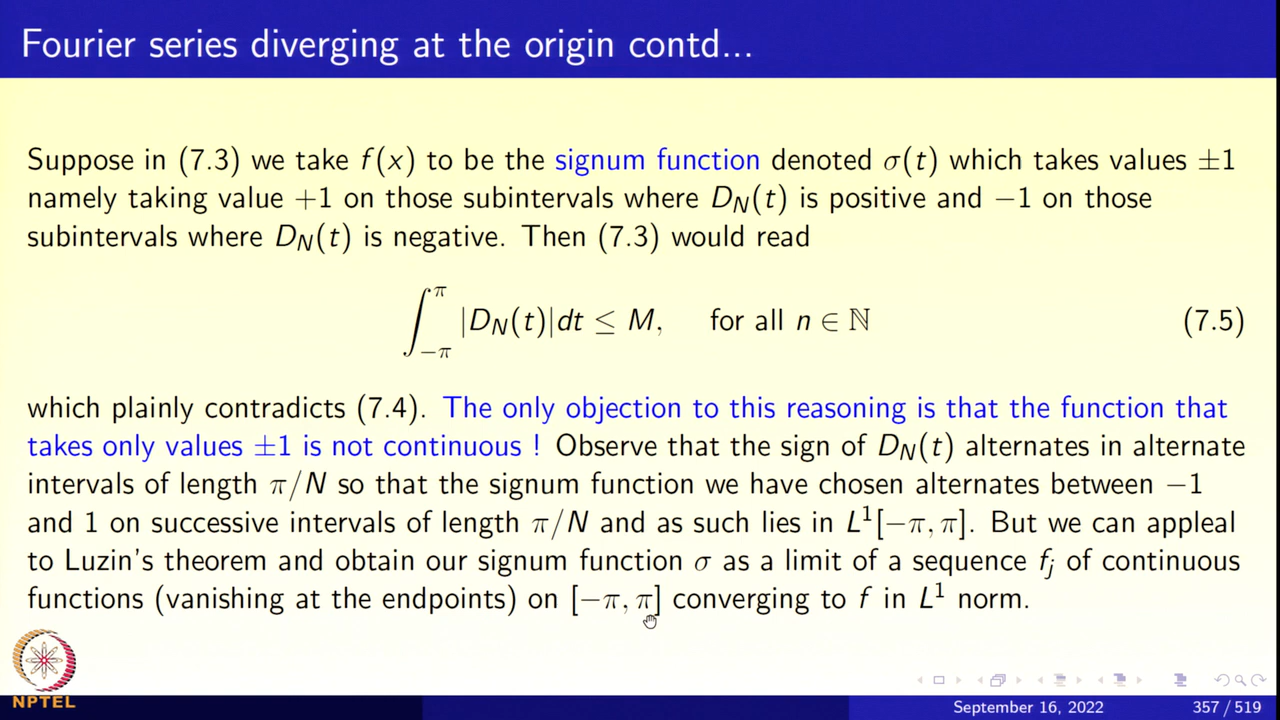 Fourier series diverging at the origin contd...
Suppose in (7.3) we take f(x) to be the signum function denoted σ(t) which takes values ±1
namely taking value +1 on those subintervals where D_N(t) is positive and −1 on those
subintervals where D_N(t) is negative. Then (7.3) would read
∫_{−π}^{π} |D_N(t)|dt ≤ M, for all n ∈ ℕ (7.5)
which plainly contradicts (7.4). The only objection to this reasoning is that the function that
takes only values ±1 is not continuous ! Observe that the sign of D_N(t) alternates in alternate
intervals of length π/N so that the signum function we have chosen alternates between −1
and 1 on successive intervals of length π/N and as such lies in L^1[−π, π]. But we can appleal
to Luzin's theorem and obtain our signum function σ as a limit of a sequence f_j of continuous
functions (vanishing at the endpoints) on [−π, π] converging to f in L^1 norm.
NPTEL
September 16, 2022 357 / 519